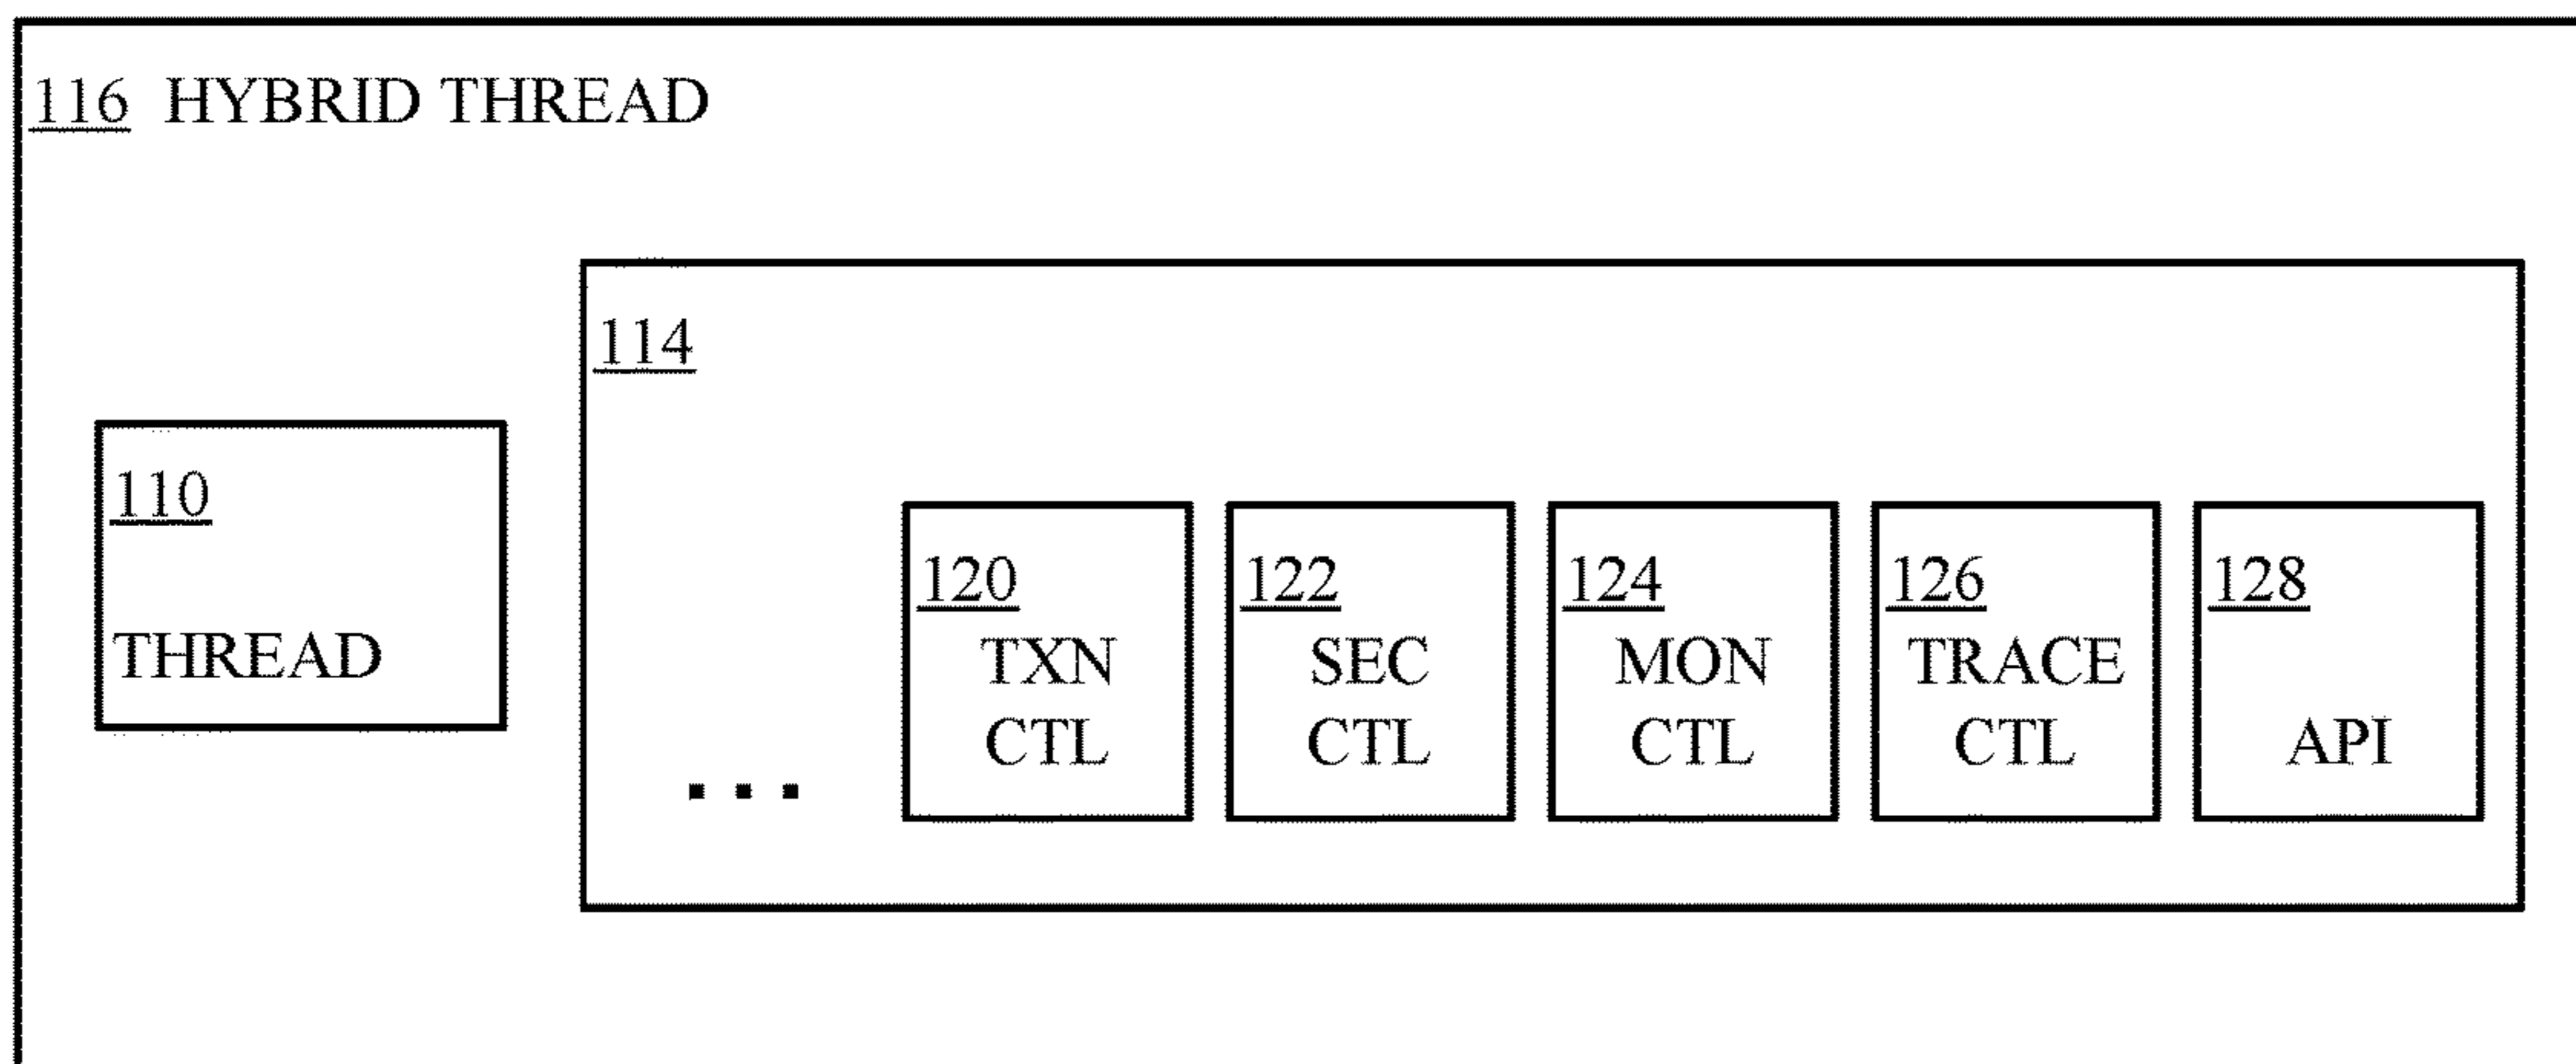 116 HYBRID THREAD
114
110
THREAD
...
120
TXN
CTL
122
SEC
CTL
124
MON
CTL
126
TRACE
CTL
128
API